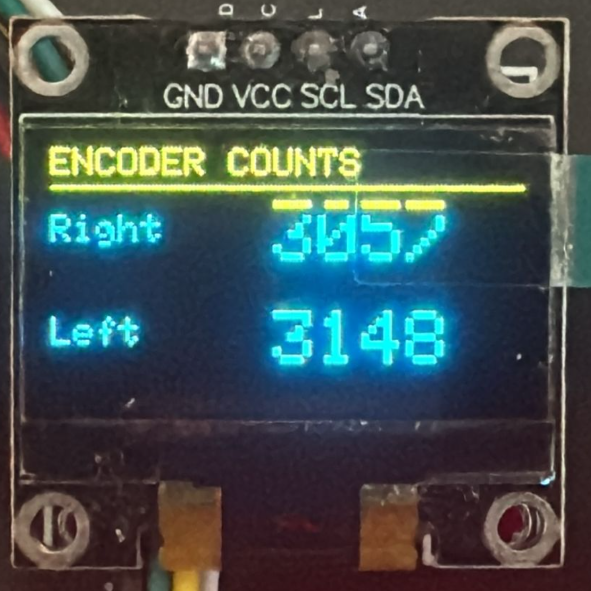 D C L A
GND VCC SCL SDA
ENCODER COUNTS
Right 3057
Left 3148